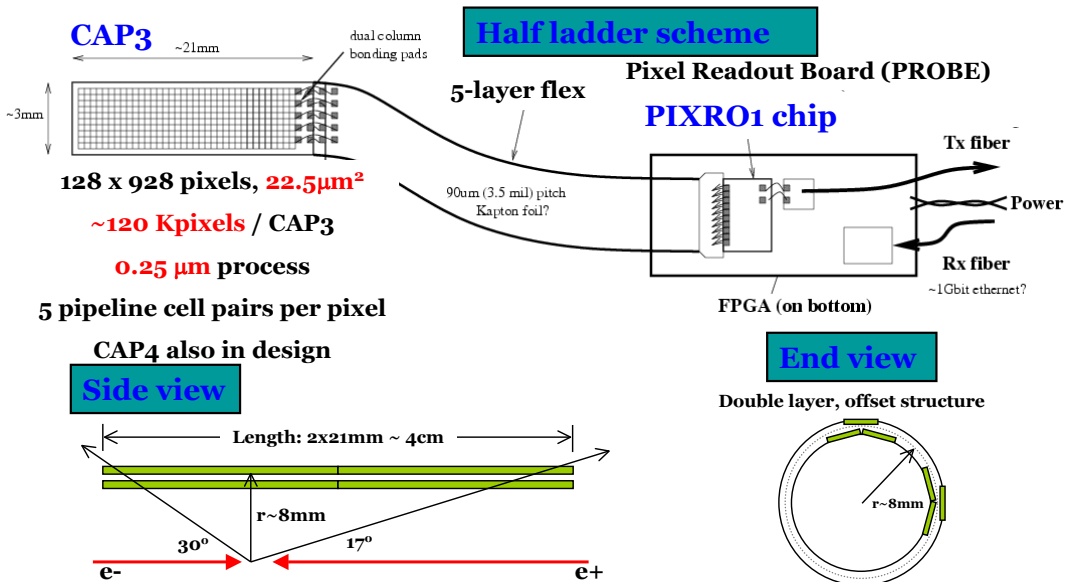 CAP3
Half ladder scheme
~21mm
dual column
bonding pads
Pixel Readout Board (PROBE)
5-layer flex
~3mm
PIXRO1 chip
Tx fiber
128 x 928 pixels, 22.5μm²
90um (3.5 mil) pitch
Kapton foil?
Power
~120 Kpixels / CAP3
0.25 μm process
Rx fiber
~1Gbit ethernet?
5 pipeline cell pairs per pixel
FPGA (on bottom)
CAP4 also in design
Side view
End view
Double layer, offset structure
Length: 2x21mm ~ 4cm
r~8mm
r~8mm
30º
17º
e-
e+